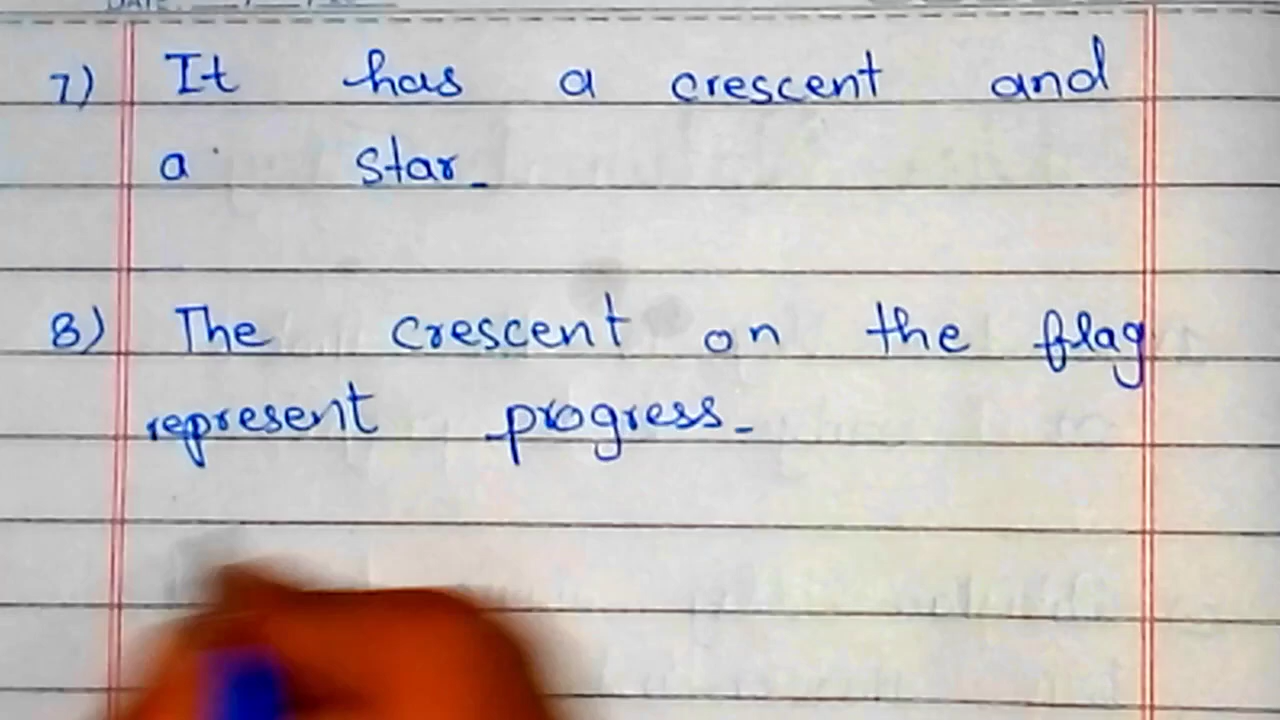 7) It has a crescent and
a star.
8) The crescent on the flag
represent progress.